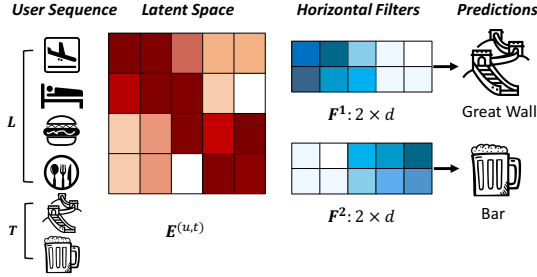 User Sequence
Latent Space
Horizontal Filters
Predictions
L
T
E^(u,t)
F^1: 2 × d
F^2: 2 × d
Great Wall
Bar